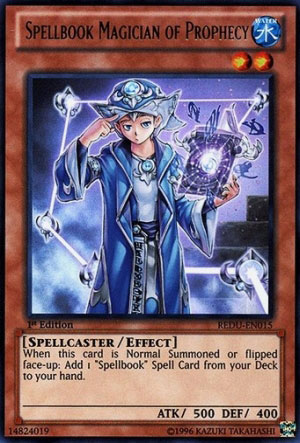 SPELLBOOK MAGICIAN OF PROPHECY
WATER
水
1st Edition
REDU-EN015
[SPELLCASTER / EFFECT]
When this card is Normal Summoned or flipped
face-up: Add 1 "Spellbook" Spell Card from your Deck
to your hand.
ATK/ 500 DEF/ 400
14824019
©1996 KAZUKI TAKAHASHI